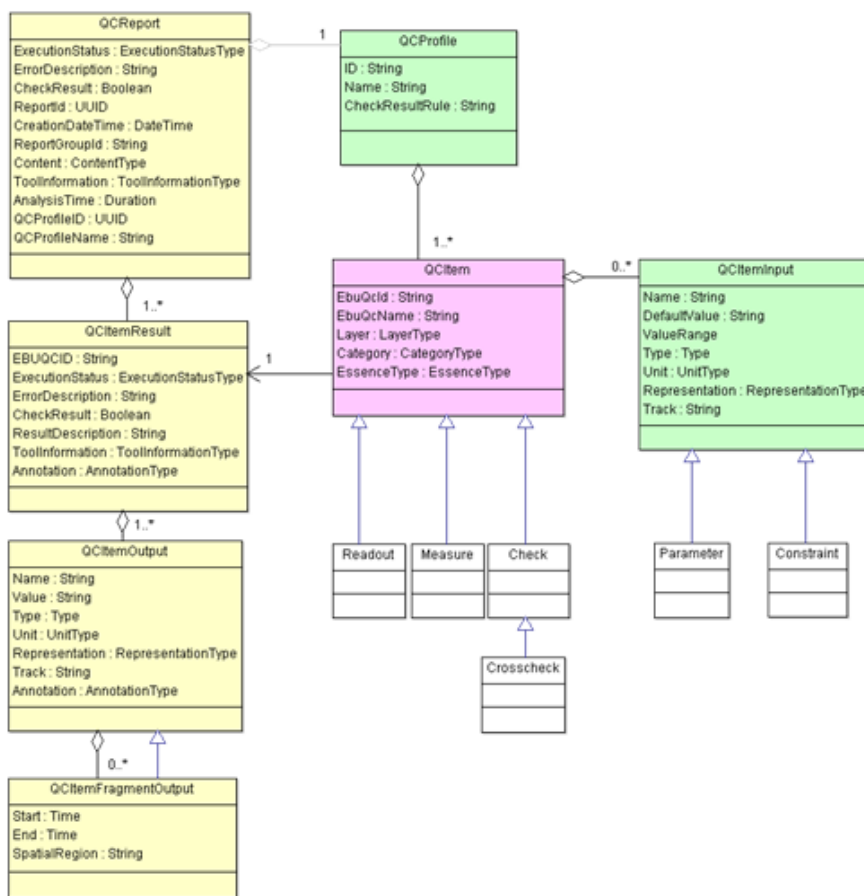 QCReport
ExecutionStatus : ExecutionStatusType
ErrorDescription : String
CheckResult : Boolean
ReportId : UUID
CreationDateTime : DateTime
ReportGroupId : String
Content : ContentType
ToolInformation : ToolInformationType
AnalysisTime : Duration
QCProfileID : UUID
QCProfileName : String
1
QCProfile
ID : String
Name : String
CheckResultRule : String
1..*
1..*
QCItem
EbuQcId : String
EbuQcName : String
Layer : LayerType
Category : CategoryType
EssenceType : EssenceType
0..*
QCItemInput
Name : String
DefaultValue : String
ValueRange
Type : Type
Unit : UnitType
Representation : RepresentationType
Track : String
QCItemResult
EBUQCID : String
ExecutionStatus : ExecutionStatusType
ErrorDescription : String
CheckResult : Boolean
ResultDescription : String
ToolInformation : ToolInformationType
Annotation : AnnotationType
1
1..*
QCItemOutput
Name : String
Value : String
Type : Type
Unit : UnitType
Representation : RepresentationType
Track : String
Annotation : AnnotationType
Readout
Measure
Check
Parameter
Constraint
Crosscheck
0..*
QCItemFragmentOutput
Start : Time
End : Time
SpatialRegion : String